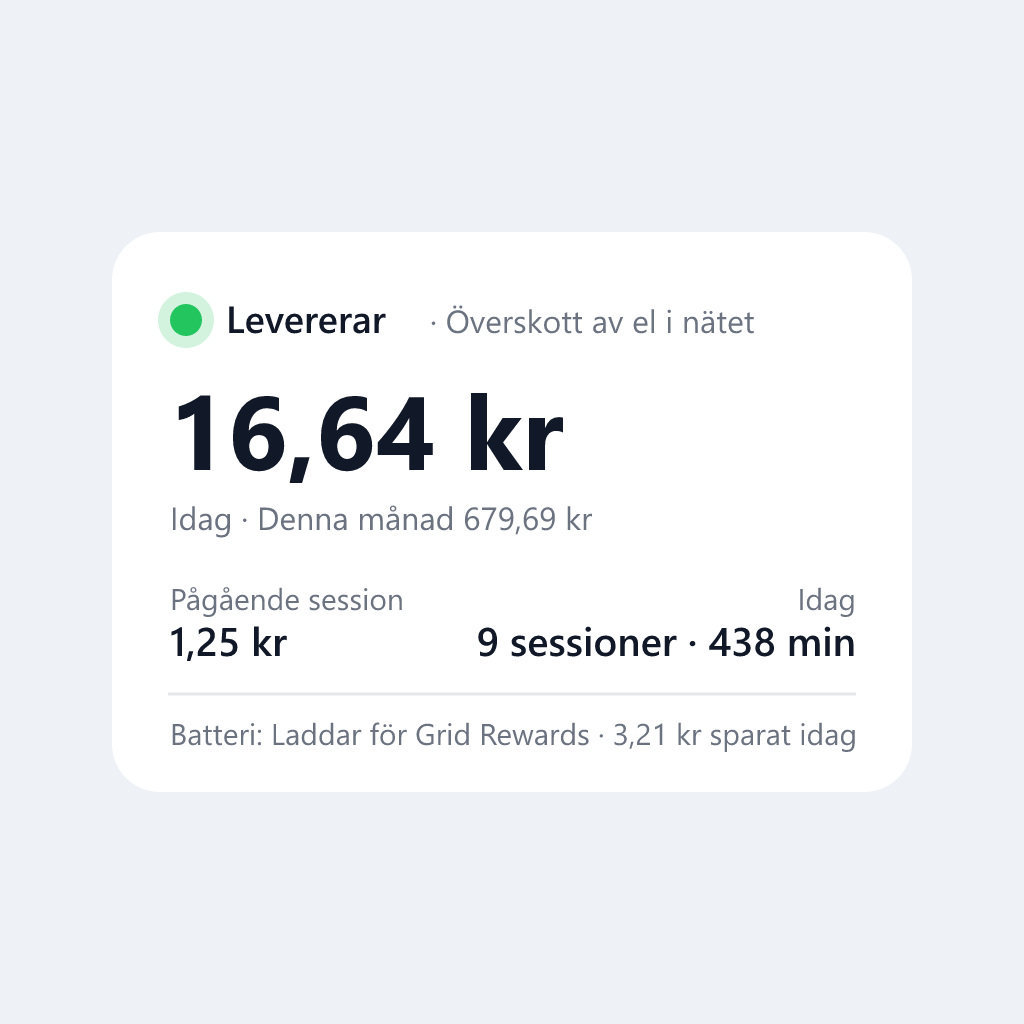 Levererar · Överskott av el i nätet
16,64 kr
Idag · Denna månad 679,69 kr
Pågående session Idag
1,25 kr 9 sessioner · 438 min
Batteri: Laddar för Grid Rewards · 3,21 kr sparat idag